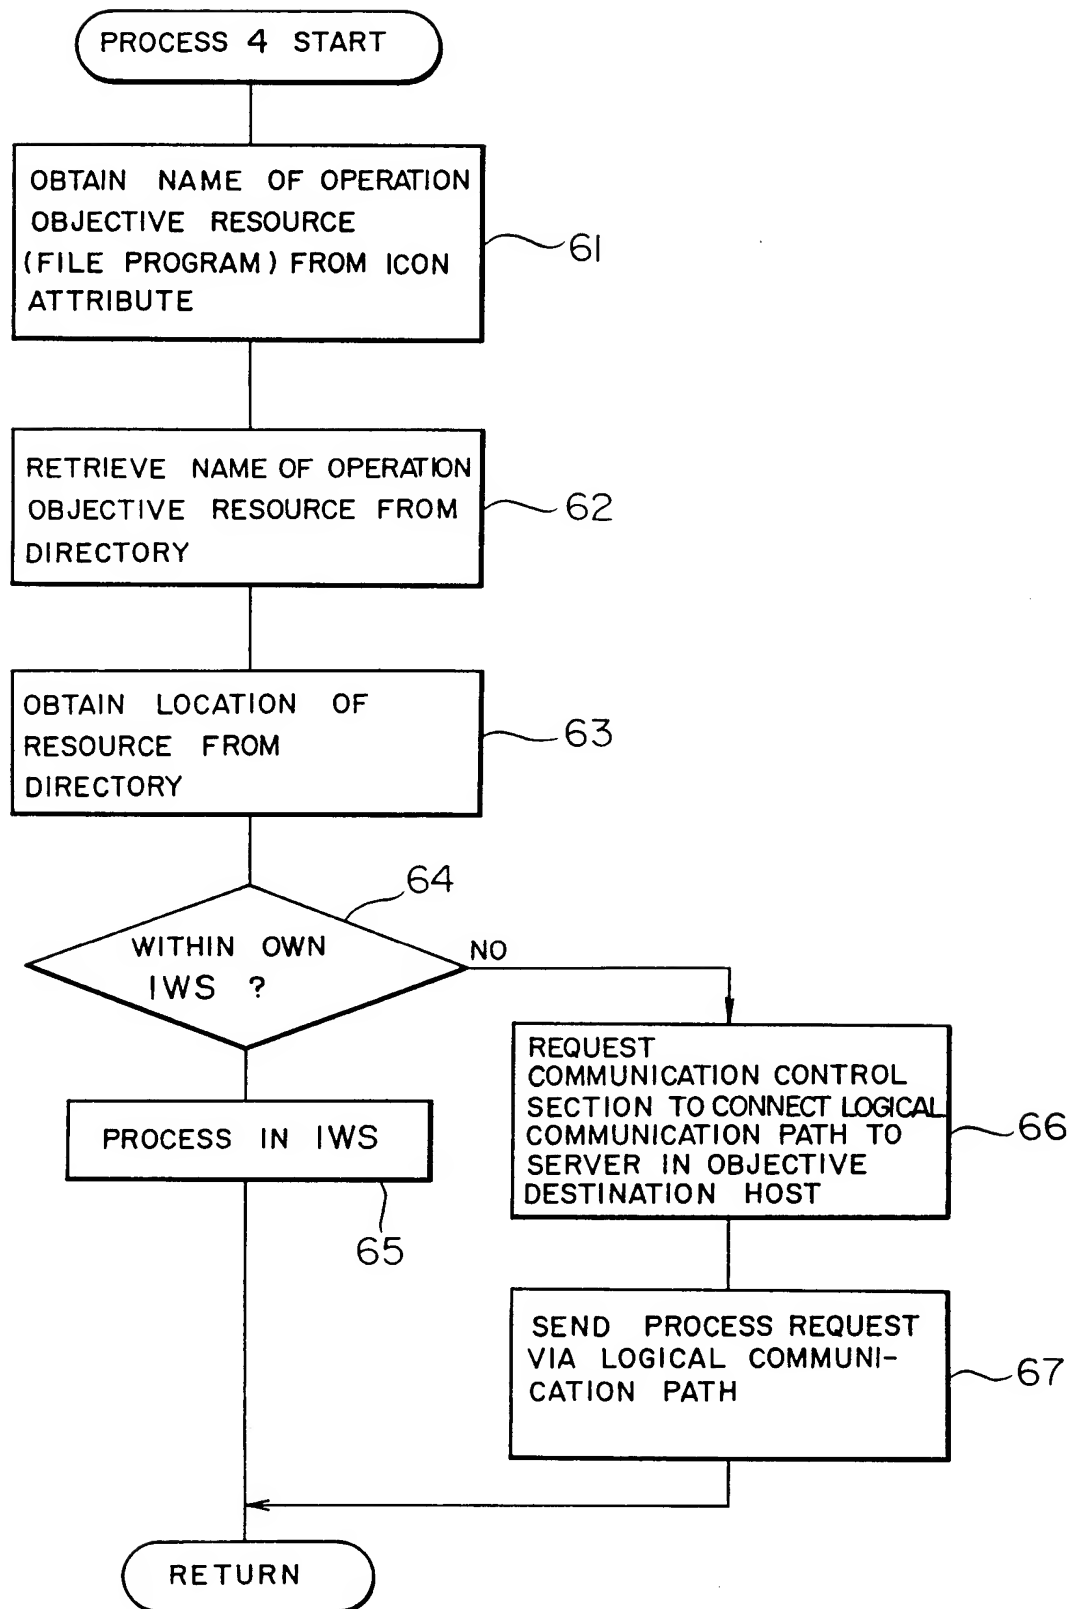 PROCESS 4 START
OBTAIN NAME OF OPERATION
OBJECTIVE RESOURCE
(FILE PROGRAM) FROM ICON
ATTRIBUTE
61
RETRIEVE NAME OF OPERATION
OBJECTIVE RESOURCE FROM
DIRECTORY
62
OBTAIN LOCATION OF
RESOURCE FROM
DIRECTORY
63
64
WITHIN OWN
IWS ?
NO
REQUEST
COMMUNICATION CONTROL
SECTION TO CONNECT LOGICAL
COMMUNICATION PATH TO
SERVER IN OBJECTIVE
DESTINATION HOST
66
PROCESS IN IWS
65
SEND PROCESS REQUEST
VIA LOGICAL COMMUNI-
CATION PATH
67
RETURN